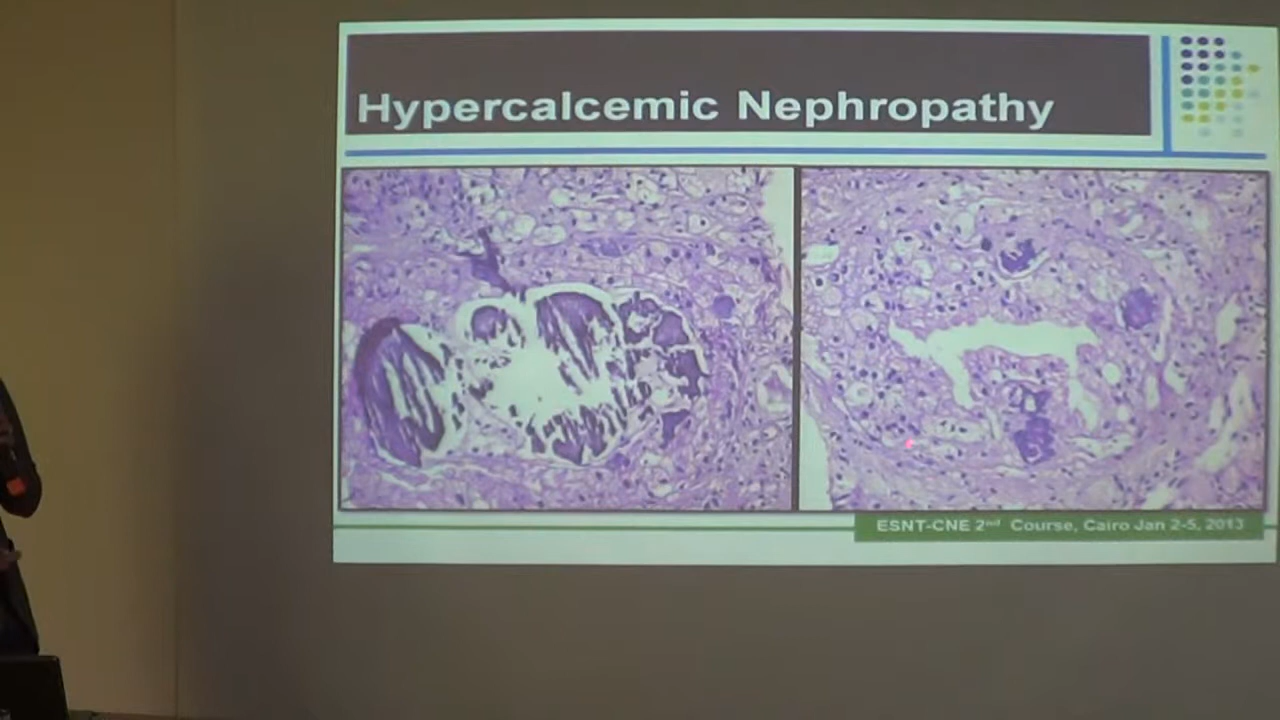 Hypercalcemic Nephropathy
ESNT-CNE 2nd Course, Cairo Jan 2-5, 2013